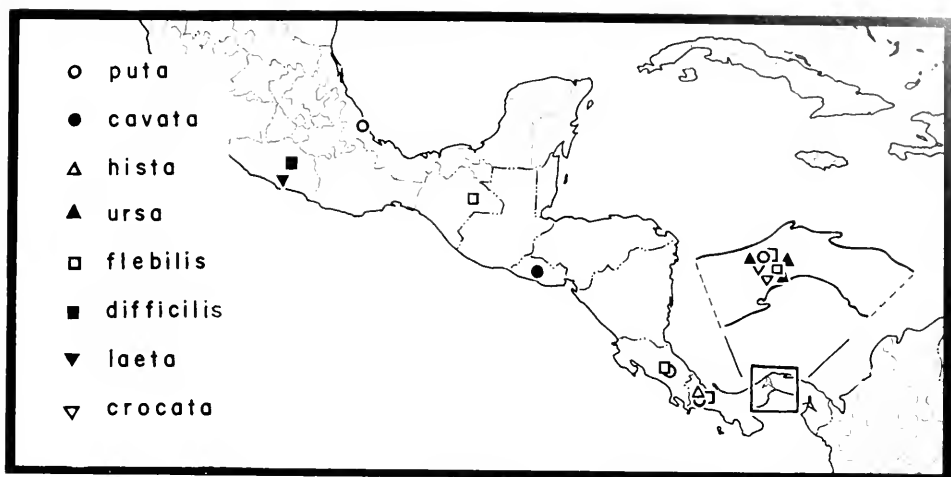 puta
cavata
hista
ursa
flebilis
difficilis
laeta
crocata